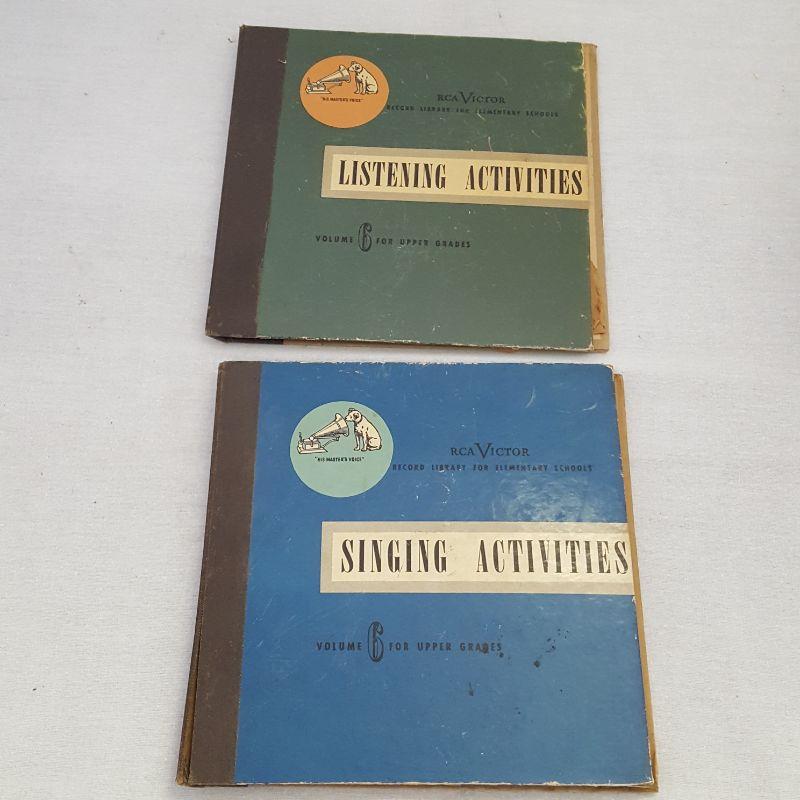 "HIS MASTER'S VOICE"
RCA VICTOR
RECORD LIBRARY FOR ELEMENTARY SCHOOLS
LISTENING ACTIVITIES
VOLUME 6 FOR UPPER GRADES
"HIS MASTER'S VOICE"
RCA VICTOR
RECORD LIBRARY FOR ELEMENTARY SCHOOLS
SINGING ACTIVITIES
VOLUME 6 FOR UPPER GRADES